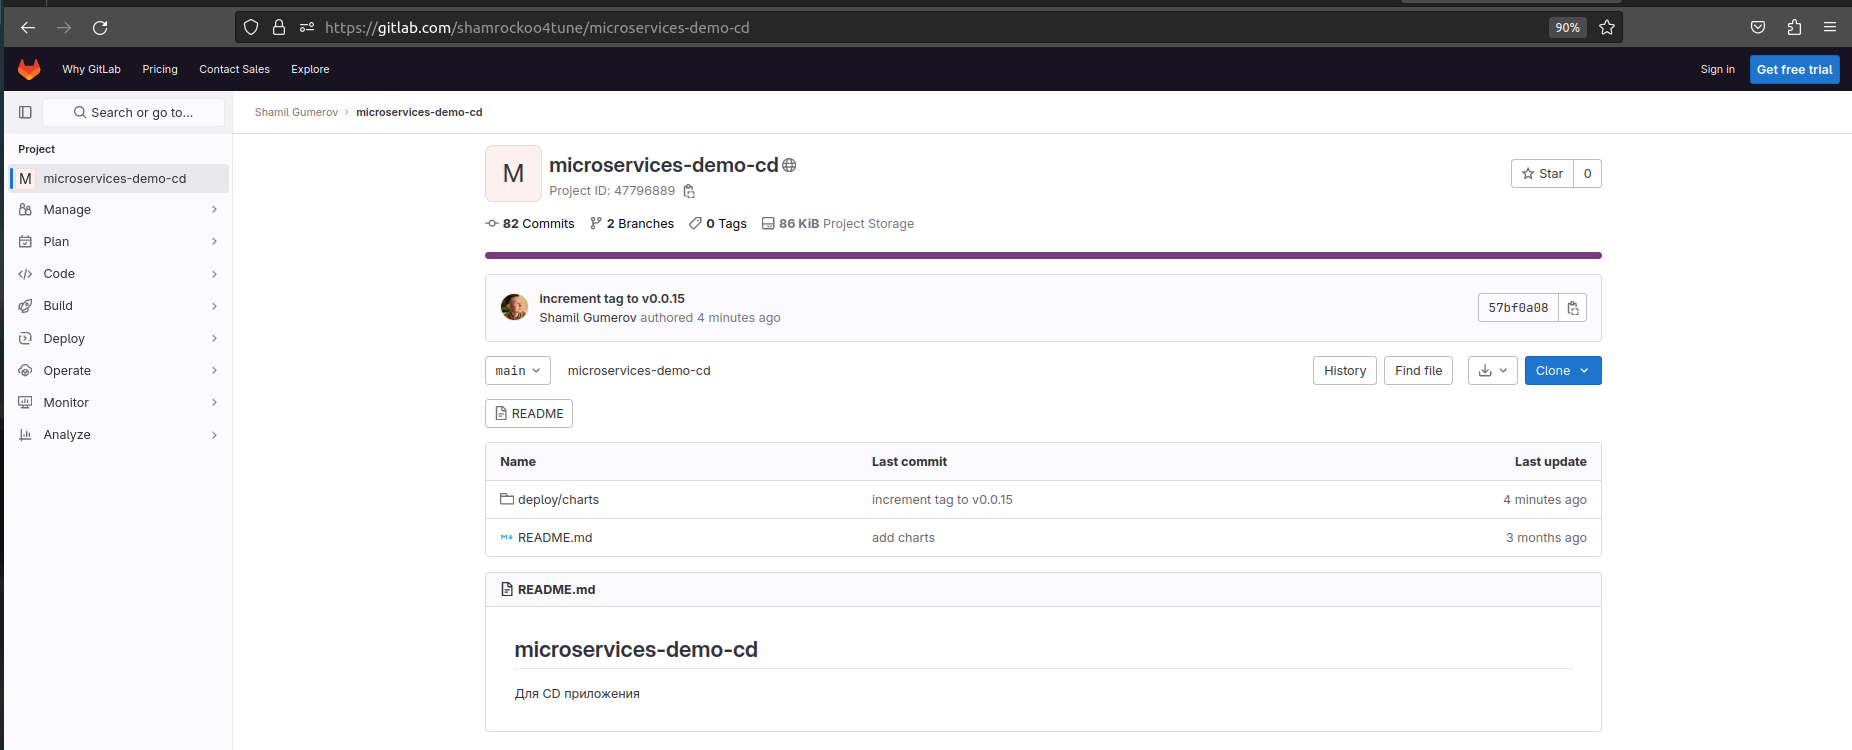 https://gitlab.com/shamrockoo4tune/microservices-demo-cd
90%
Why GitLab Pricing Contact Sales Explore
Sign in Get free trial
Search or go to...
Project
M microservices-demo-cd
Manage
Plan
Code
Build
Deploy
Operate
Monitor
Analyze
Shamil Gumerov › microservices-demo-cd
M
microservices-demo-cd
Project ID: 47796889
Star 0
82 Commits 2 Branches 0 Tags 86 KiB Project Storage
increment tag to v0.0.15
Shamil Gumerov authored 4 minutes ago
57bf0a08
main microservices-demo-cd
History Find file Clone
README
Name Last commit Last update
deploy/charts increment tag to v0.0.15 4 minutes ago
README.md add charts 3 months ago
README.md
microservices-demo-cd
Для CD приложения